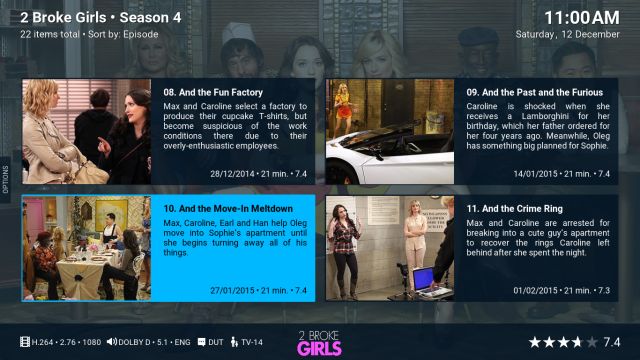 2 Broke Girls • Season 4
22 items total • Sort by: Episode
11:00 AM
Saturday, 12 December
OPTIONS
08. And the Fun Factory
Max and Caroline select a factory to
produce their cupcake T-shirts, but
become suspicious of the work
conditions there due to their
overly-enthusiastic employees.
28/12/2014 • 21 min. • 7.4
09. And the Past and the Furious
Caroline is shocked when she
receives a Lamborghini for her
birthday, which her father ordered for
her four years ago. Meanwhile, Oleg
has something big planned for Sophie.
14/01/2015 • 21 min. • 7.4
10. And the Move-In Meltdown
Max, Caroline, Earl and Han help Oleg
move into Sophie's apartment until
she begins turning away all of his
things.
27/01/2015 • 21 min. • 7.4
11. And the Crime Ring
Max and Caroline are arrested for
breaking into a cute guy's apartment
to recover the rings Caroline left
behind after she spent the night.
01/02/2015 • 21 min. • 7.3
H.264 • 2.76 • 1080 DOLBY D • 5.1 • ENG DUT TV-14
2 BROKE
GIRLS
7.4